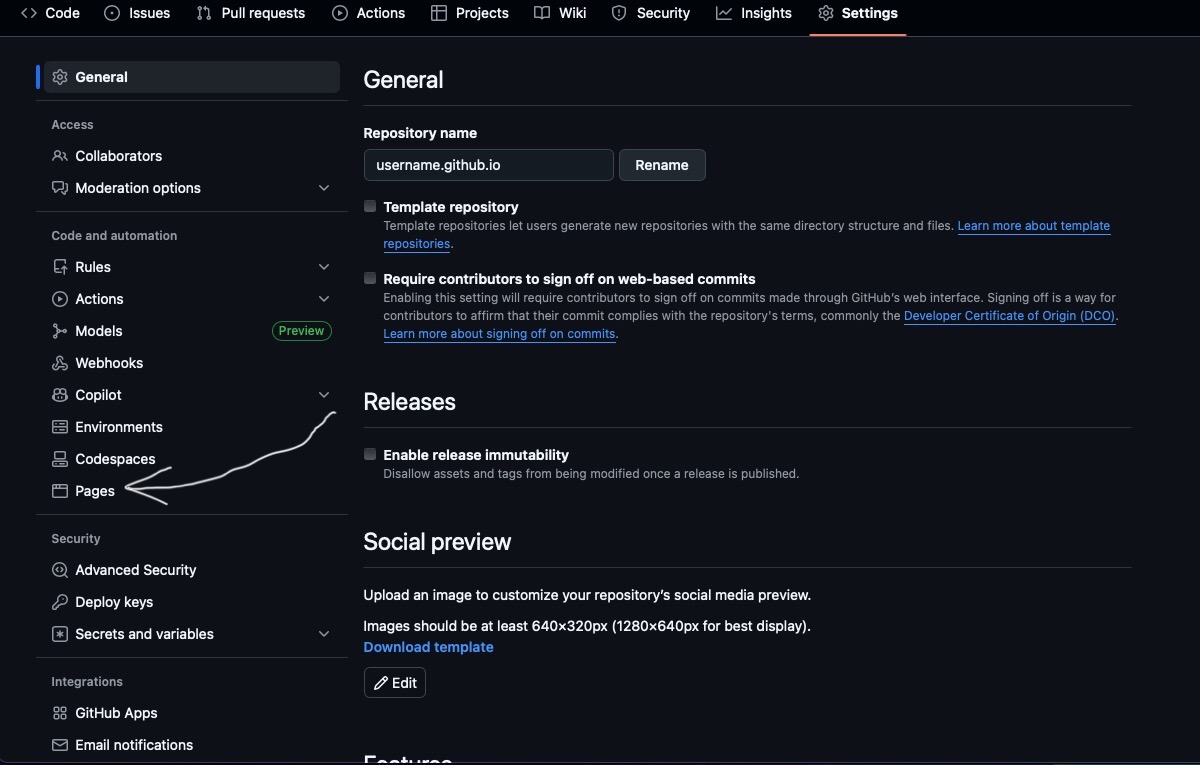 Code Issues Pull requests Actions Projects Wiki Security Insights Settings
General
Access
Collaborators
Moderation options
Code and automation
Rules
Actions
Models Preview
Webhooks
Copilot
Environments
Codespaces
Pages
Security
Advanced Security
Deploy keys
Secrets and variables
Integrations
GitHub Apps
Email notifications
General
Repository name
username.github.io Rename
Template repository
Template repositories let users generate new repositories with the same directory structure and files. Learn more about template
repositories.
Require contributors to sign off on web-based commits
Enabling this setting will require contributors to sign off on commits made through GitHub's web interface. Signing off is a way for
contributors to affirm that their commit complies with the repository's terms, commonly the Developer Certificate of Origin (DCO).
Learn more about signing off on commits.
Releases
Enable release immutability
Disallow assets and tags from being modified once a release is published.
Social preview
Upload an image to customize your repository's social media preview.
Images should be at least 640×320px (1280×640px for best display).
Download template
Edit
Features